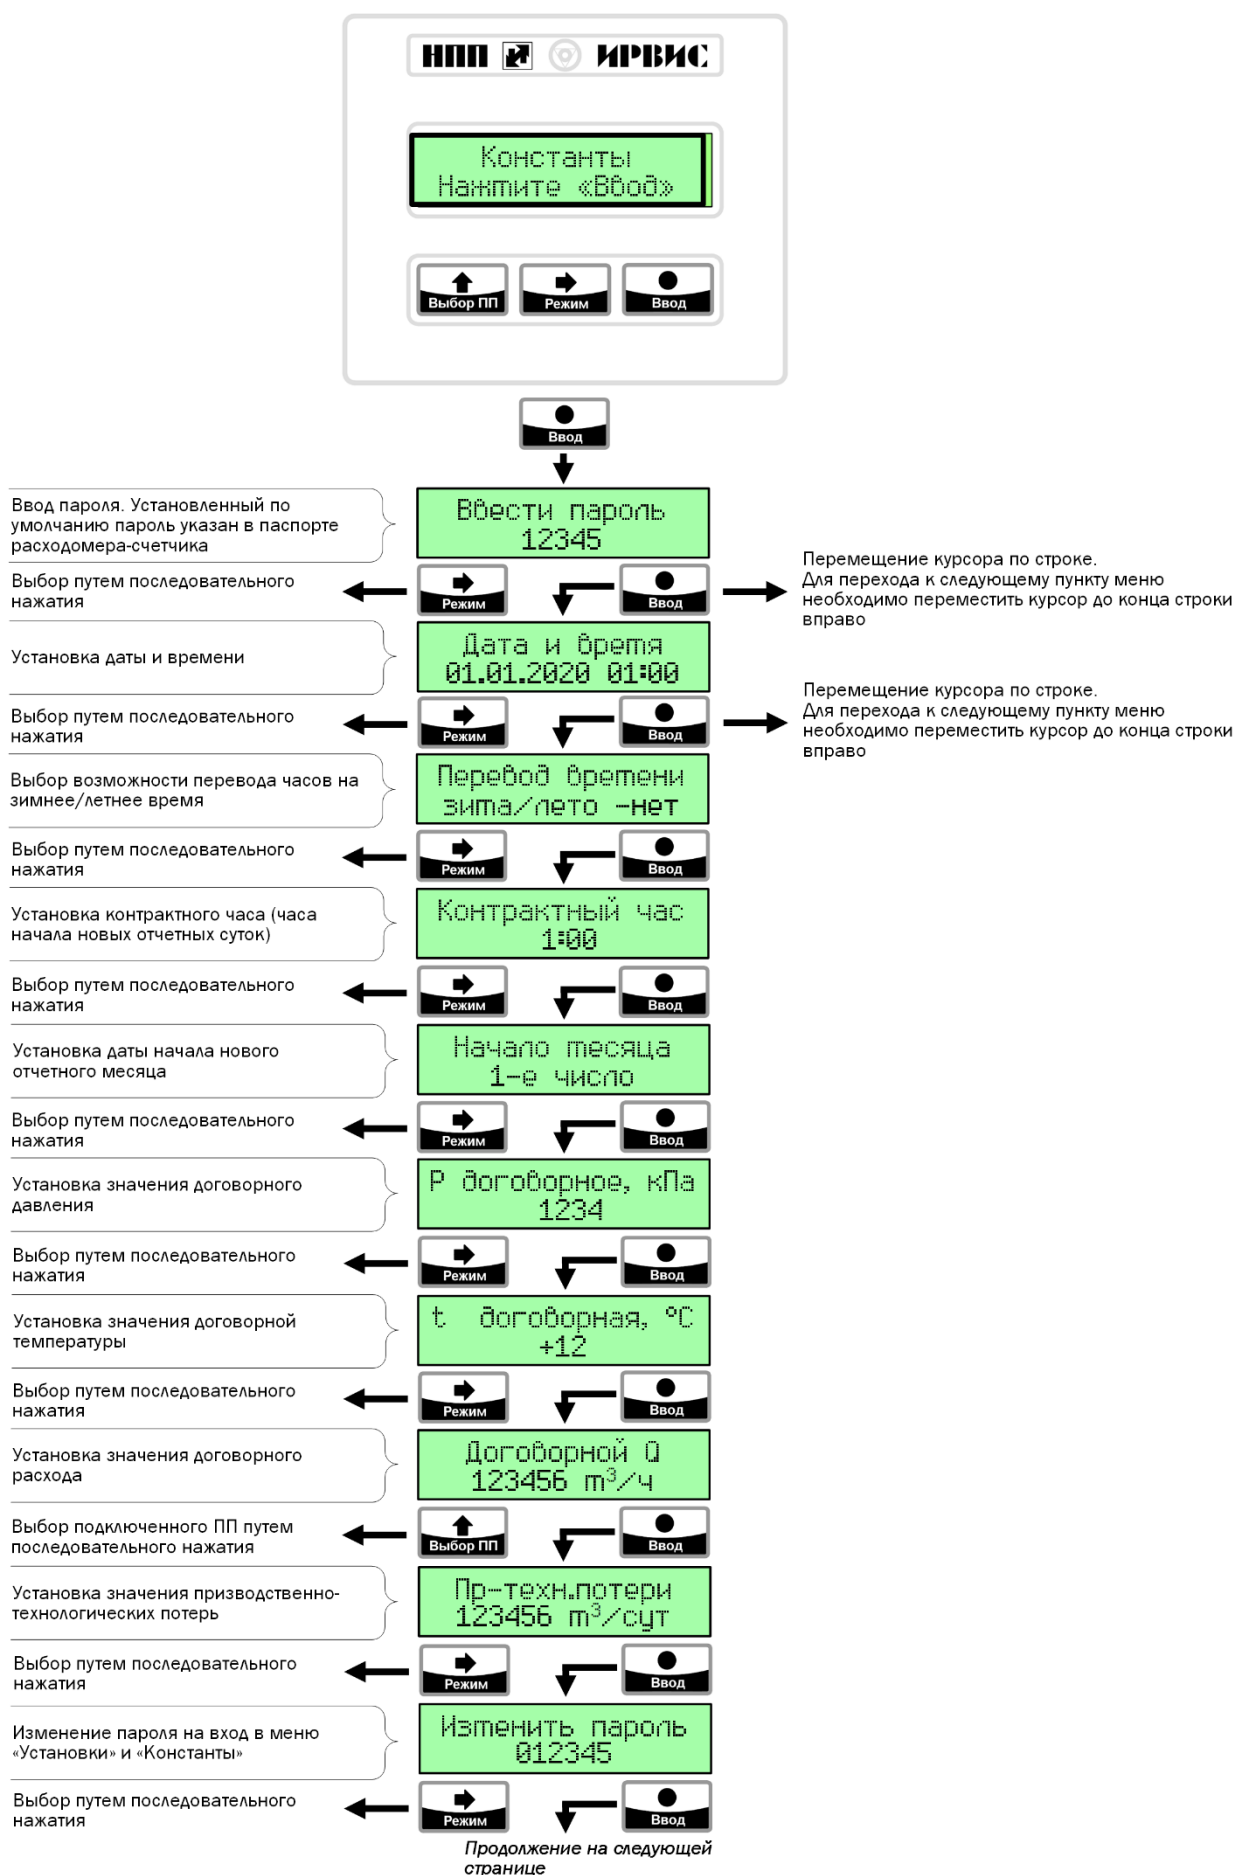 НПП ИРВИС
Константы
Нажмите «Ввод»
Выбор ПП
Режим
Ввод
Ввод
Ввод пароля. Установленный по
умолчанию пароль указан в паспорте
расходомера-счетчика
Ввести пароль
12345
Выбор путем последовательного
нажатия
Режим
Ввод
Перемещение курсора по строке.
Для перехода к следующему пункту меню
необходимо переместить курсор до конца строки
вправо
Установка даты и времени
Дата и время
01.01.2020 01:00
Выбор путем последовательного
нажатия
Режим
Ввод
Перемещение курсора по строке.
Для перехода к следующему пункту меню
необходимо переместить курсор до конца строки
вправо
Выбор возможности перевода часов на
зимнее/летнее время
Перевод времени
зима/лето -нет
Выбор путем последовательного
нажатия
Режим
Ввод
Установка контрактного часа (часа
начала новых отчетных суток)
Контрактный час
1:00
Выбор путем последовательного
нажатия
Режим
Ввод
Установка даты начала нового
отчетного месяца
Начало месяца
1-е число
Выбор путем последовательного
нажатия
Режим
Ввод
Установка значения договорного
давления
P договорное, кПа
1234
Выбор путем последовательного
нажатия
Режим
Ввод
Установка значения договорной
температуры
t договорная, °C
+12
Выбор путем последовательного
нажатия
Режим
Ввод
Установка значения договорного
расхода
Договорной Q
123456 m³/ч
Выбор подключенного ПП путем
последовательного нажатия
Выбор ПП
Ввод
Установка значения призводственно-
технологических потерь
Пр-техн.потери
123456 m³/сут
Выбор путем последовательного
нажатия
Режим
Ввод
Изменение пароля на вход в меню
«Установки» и «Константы»
Изменить пароль
012345
Выбор путем последовательного
нажатия
Режим
Ввод
Продолжение на следующей
странице